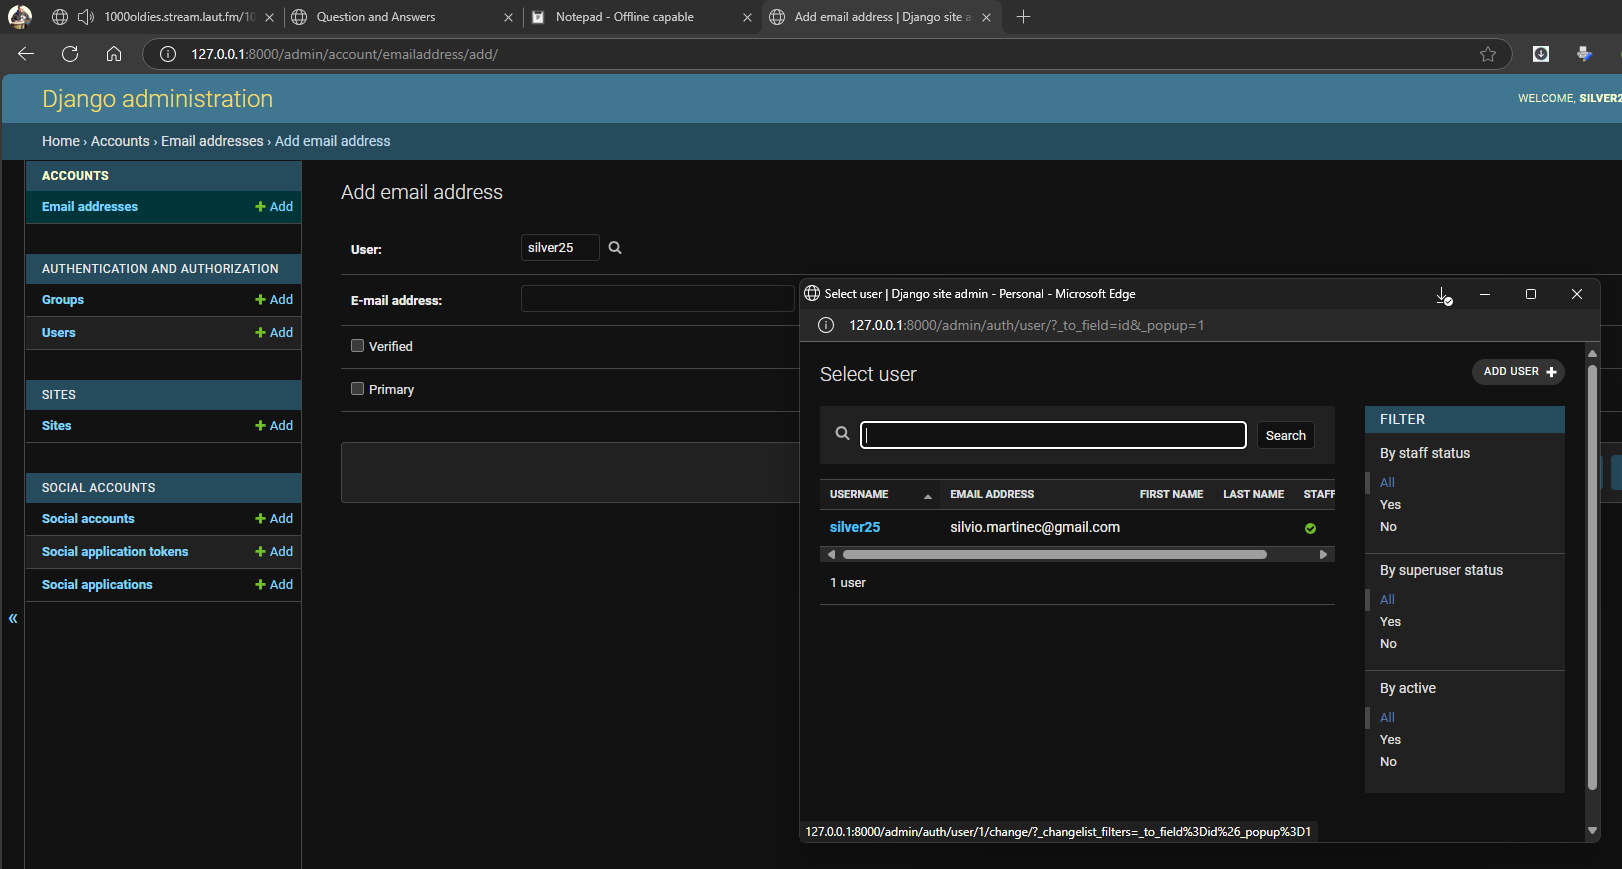 1000oldies.stream.laut.fm/10
Question and Answers
Notepad - Offline capable
Add email address | Django site a
127.0.0.1:8000/admin/account/emailaddress/add/
Django administration
WELCOME, SILVER2
Home › Accounts › Email addresses › Add email address
ACCOUNTS
Email addresses + Add
AUTHENTICATION AND AUTHORIZATION
Groups + Add
Users + Add
SITES
Sites + Add
SOCIAL ACCOUNTS
Social accounts + Add
Social application tokens + Add
Social applications + Add
«
Add email address
User: silver25
E-mail address:
Verified
Primary
Select user | Django site admin - Personal - Microsoft Edge
127.0.0.1:8000/admin/auth/user/?_to_field=id&_popup=1
Select user
ADD USER +
Search
USERNAME EMAIL ADDRESS FIRST NAME LAST NAME STAFF
silver25 silvio.martinec@gmail.com
1 user
FILTER
By staff status
All
Yes
No
By superuser status
All
Yes
No
By active
All
Yes
No
127.0.0.1:8000/admin/auth/user/1/change/?_changelist_filters=_to_field%3Did%26_popup%3D1